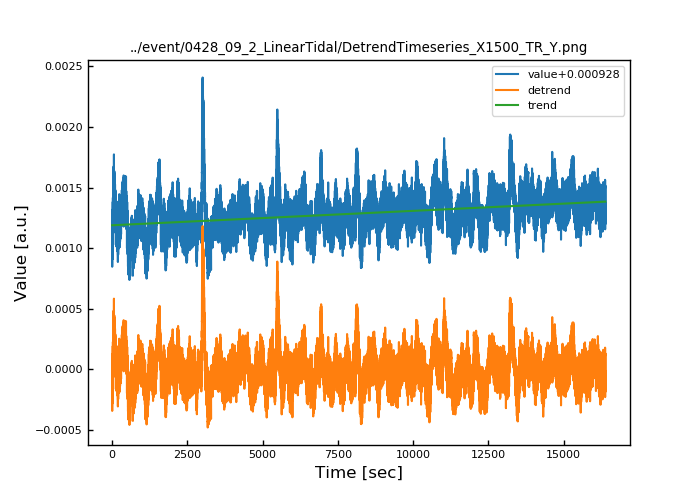 ../event/0428_09_2_LinearTidal/DetrendTimeseries_X1500_TR_Y.png
value+0.000928
detrend
trend
0.0025
0.0020
0.0015
0.0010
0.0005
0.0000
−0.0005
Value [a.u.]
0
2500
5000
7500
10000
12500
15000
Time [sec]